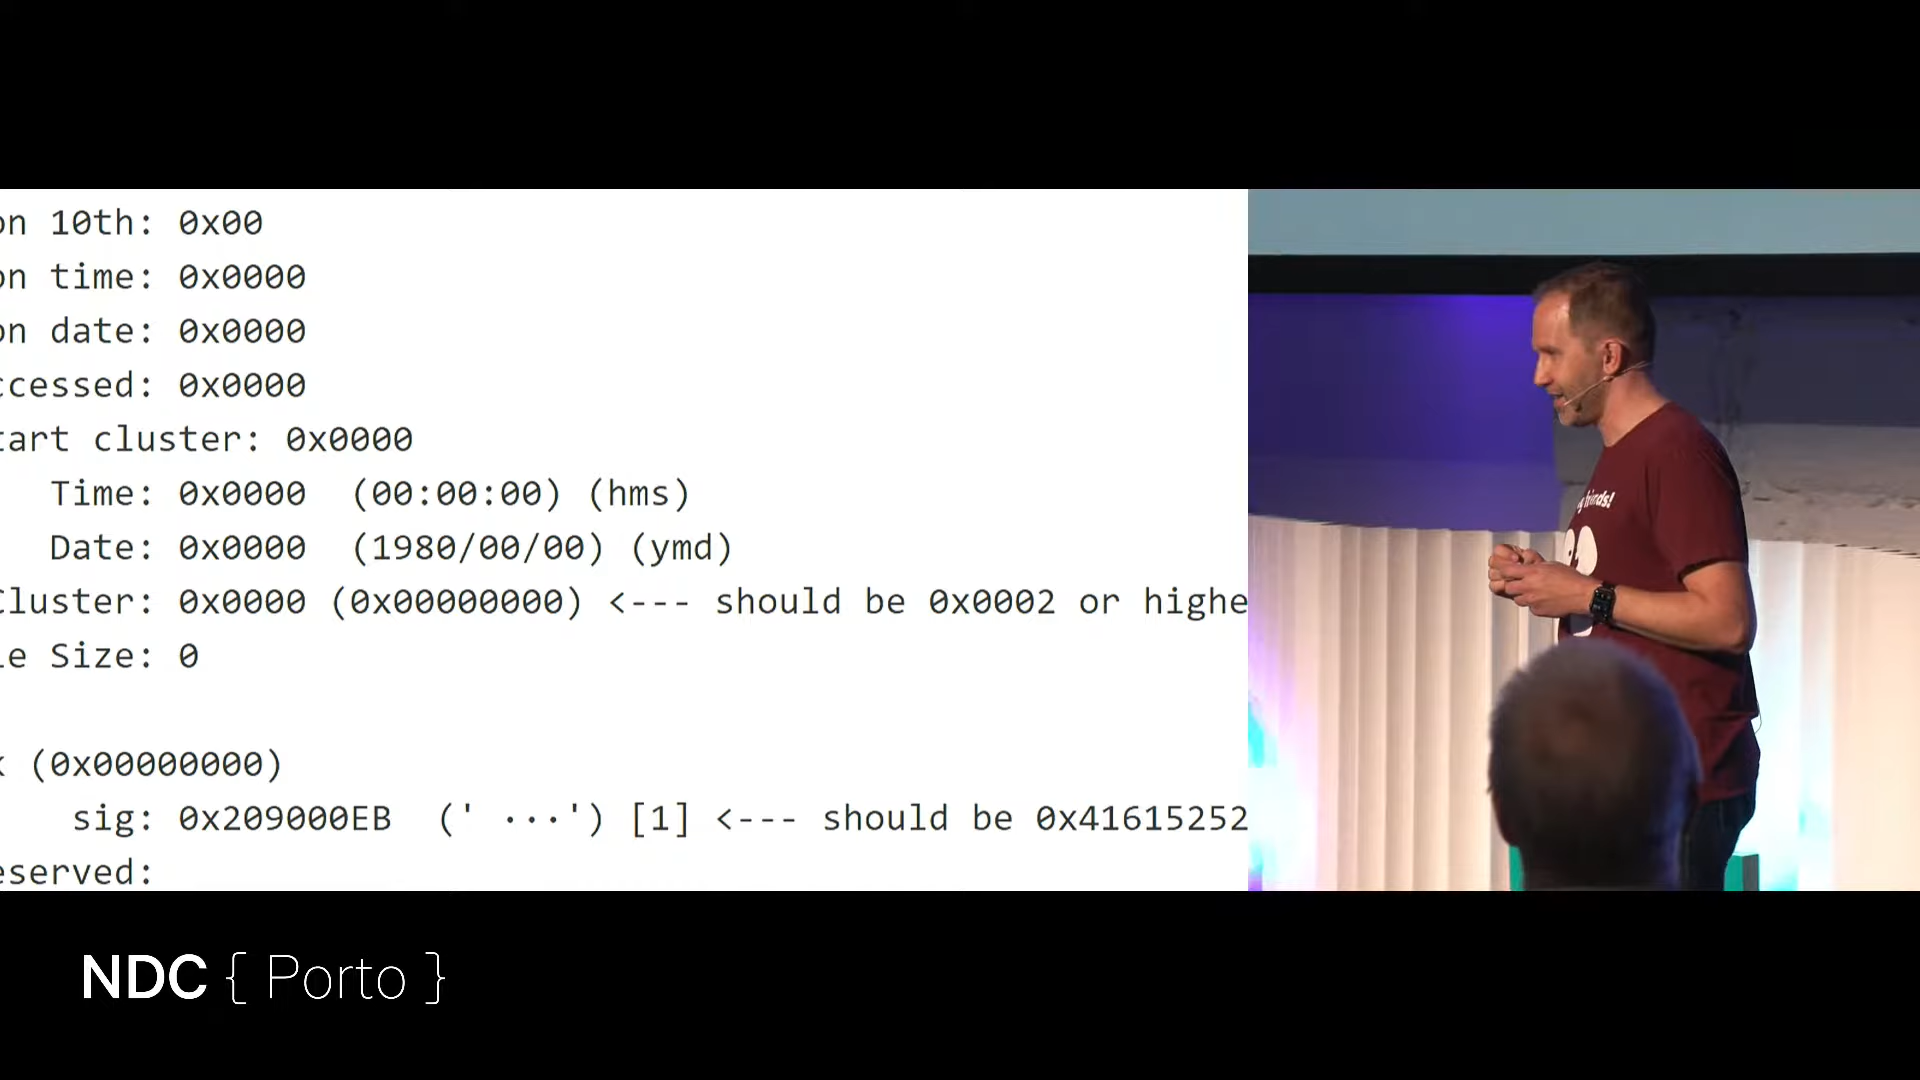 on 10th: 0x00
on time: 0x0000
on date: 0x0000
ccessed: 0x0000
tart cluster: 0x0000
Time: 0x0000 (00:00:00) (hms)
Date: 0x0000 (1980/00/00) (ymd)
Cluster: 0x0000 (0x00000000) <--- should be 0x0002 or highe
le Size: 0
k (0x00000000)
sig: 0x209000EB (' ···') [1] <--- should be 0x41615252
eserved:
friends!
NDC { Porto }